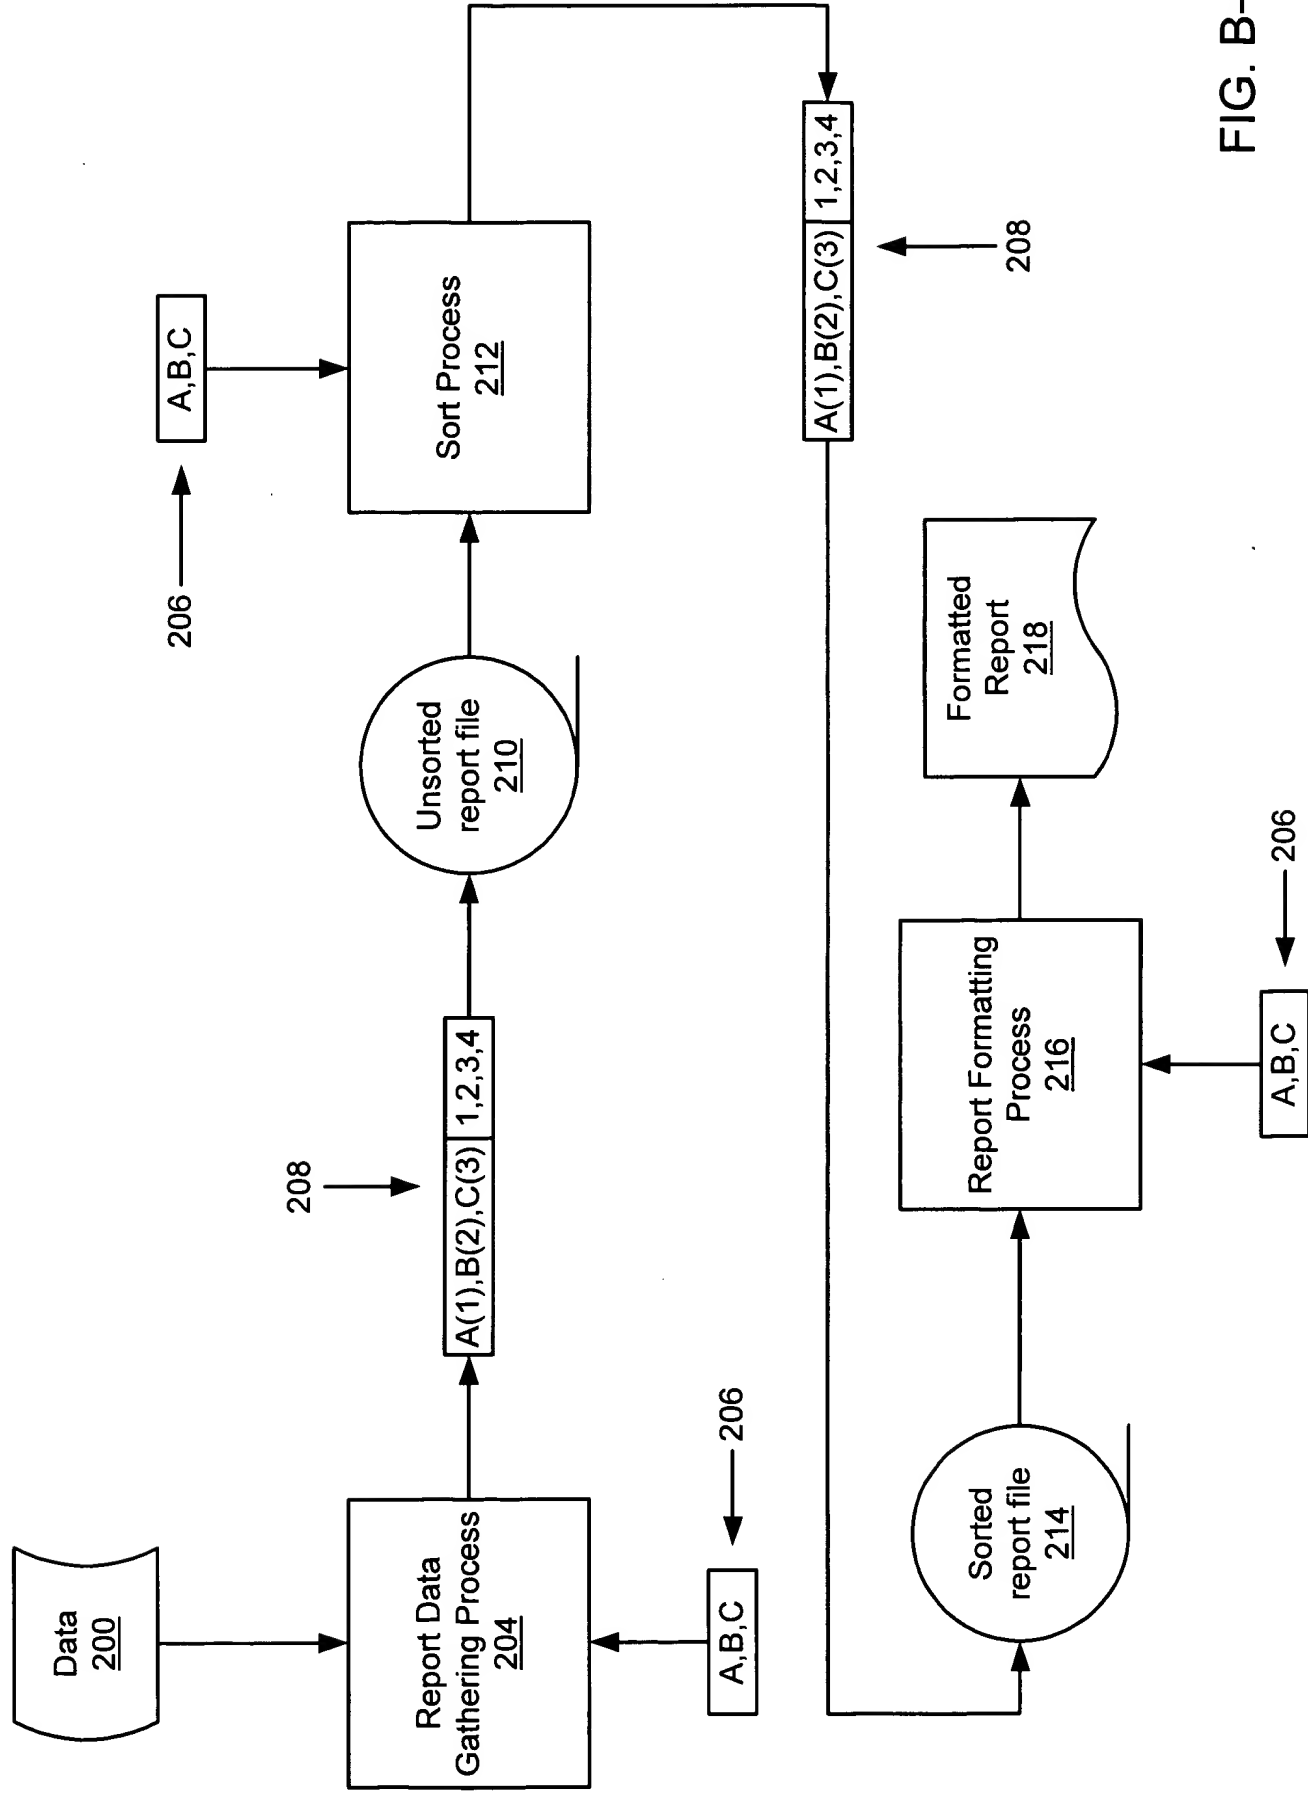 Data
200
Report Data
Gathering Process
204
A,B,C
206
208
A(1),B(2),C(3) 1,2,3,4
Unsorted
report file
210
206
A,B,C
Sort Process
212
A(1),B(2),C(3) 1,2,3,4
208
Sorted
report file
214
Report Formatting
Process
216
A,B,C
206
Formatted
Report
218
FIG. B-